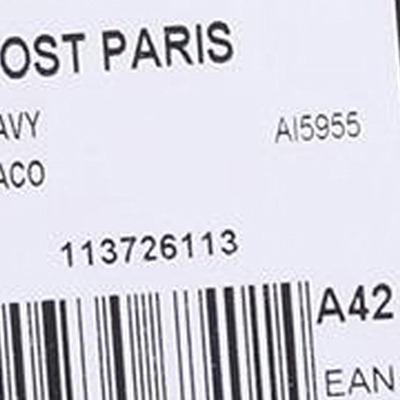 OST PARIS
AVY AI5955
ACO
113726113
A42
EAN